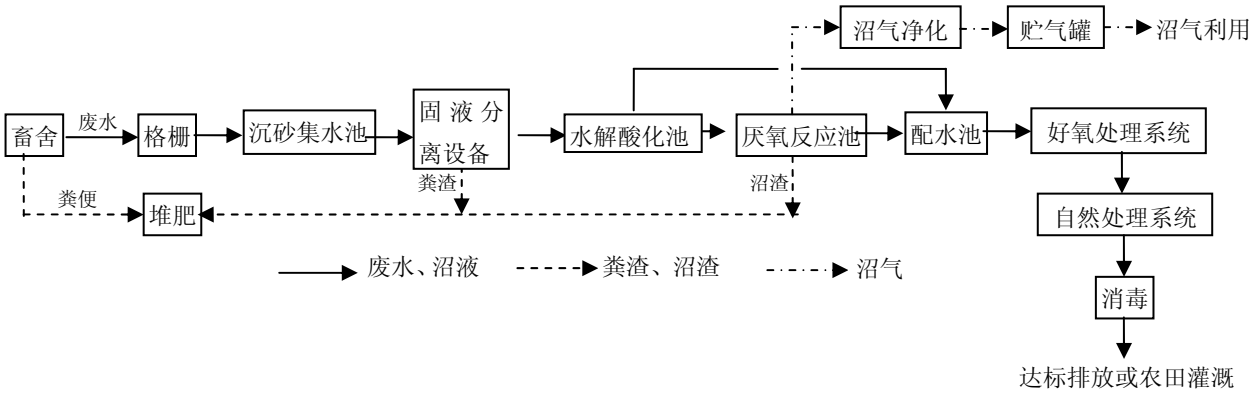 沼气净化
贮气罐
沼气利用
畜舍
废水
格栅
沉砂集水池
固液分
离设备
水解酸化池
厌氧反应池
配水池
好氧处理系统
粪便
堆肥
粪渣
沼渣
自然处理系统
废水、沼液
粪渣、沼渣
沼气
消毒
达标排放或农田灌溉